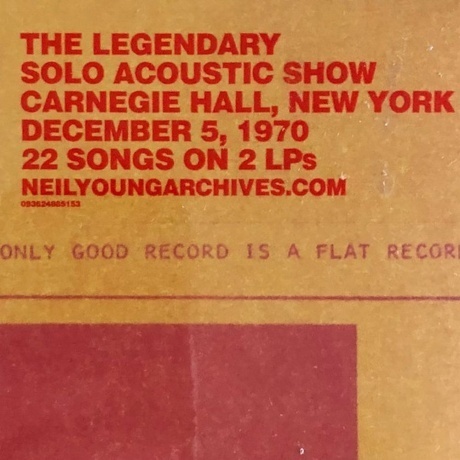 THE LEGENDARY
SOLO ACOUSTIC SHOW
CARNEGIE HALL, NEW YORK
DECEMBER 5, 1970
22 SONGS ON 2 LPs
NEILYOUNGARCHIVES.COM
ONLY GOOD RECORD IS A FLAT RECOR